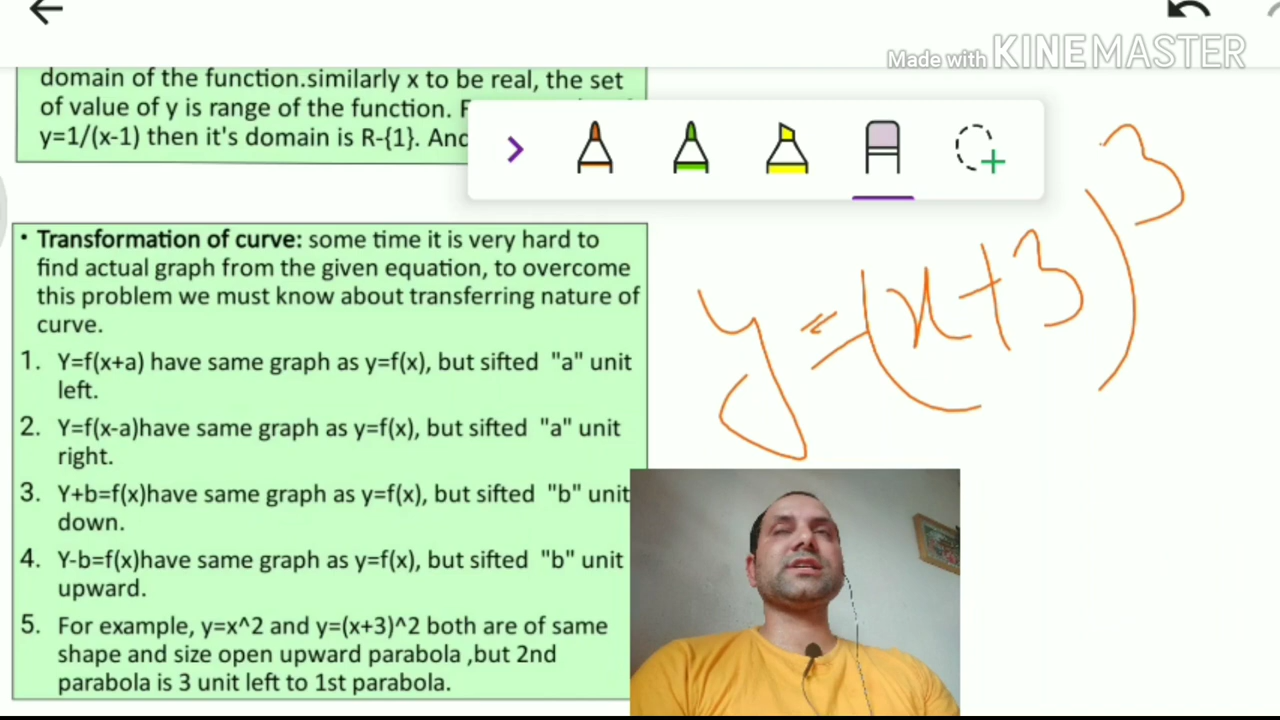 Made with KINEMASTER
domain of the function.similarly x to be real, the set
of value of y is range of the function.
y=1/(x-1) then it's domain is R-{1}. And
• Transformation of curve: some time it is very hard to
find actual graph from the given equation, to overcome
this problem we must know about transferring nature of
curve.
1. Y=f(x+a) have same graph as y=f(x), but sifted "a" unit
left.
2. Y=f(x-a)have same graph as y=f(x), but sifted "a" unit
right.
3. Y+b=f(x)have same graph as y=f(x), but sifted "b" unit
down.
4. Y-b=f(x)have same graph as y=f(x), but sifted "b" unit
upward.
5. For example, y=x^2 and y=(x+3)^2 both are of same
shape and size open upward parabola ,but 2nd
parabola is 3 unit left to 1st parabola.
y=(x+3)^3